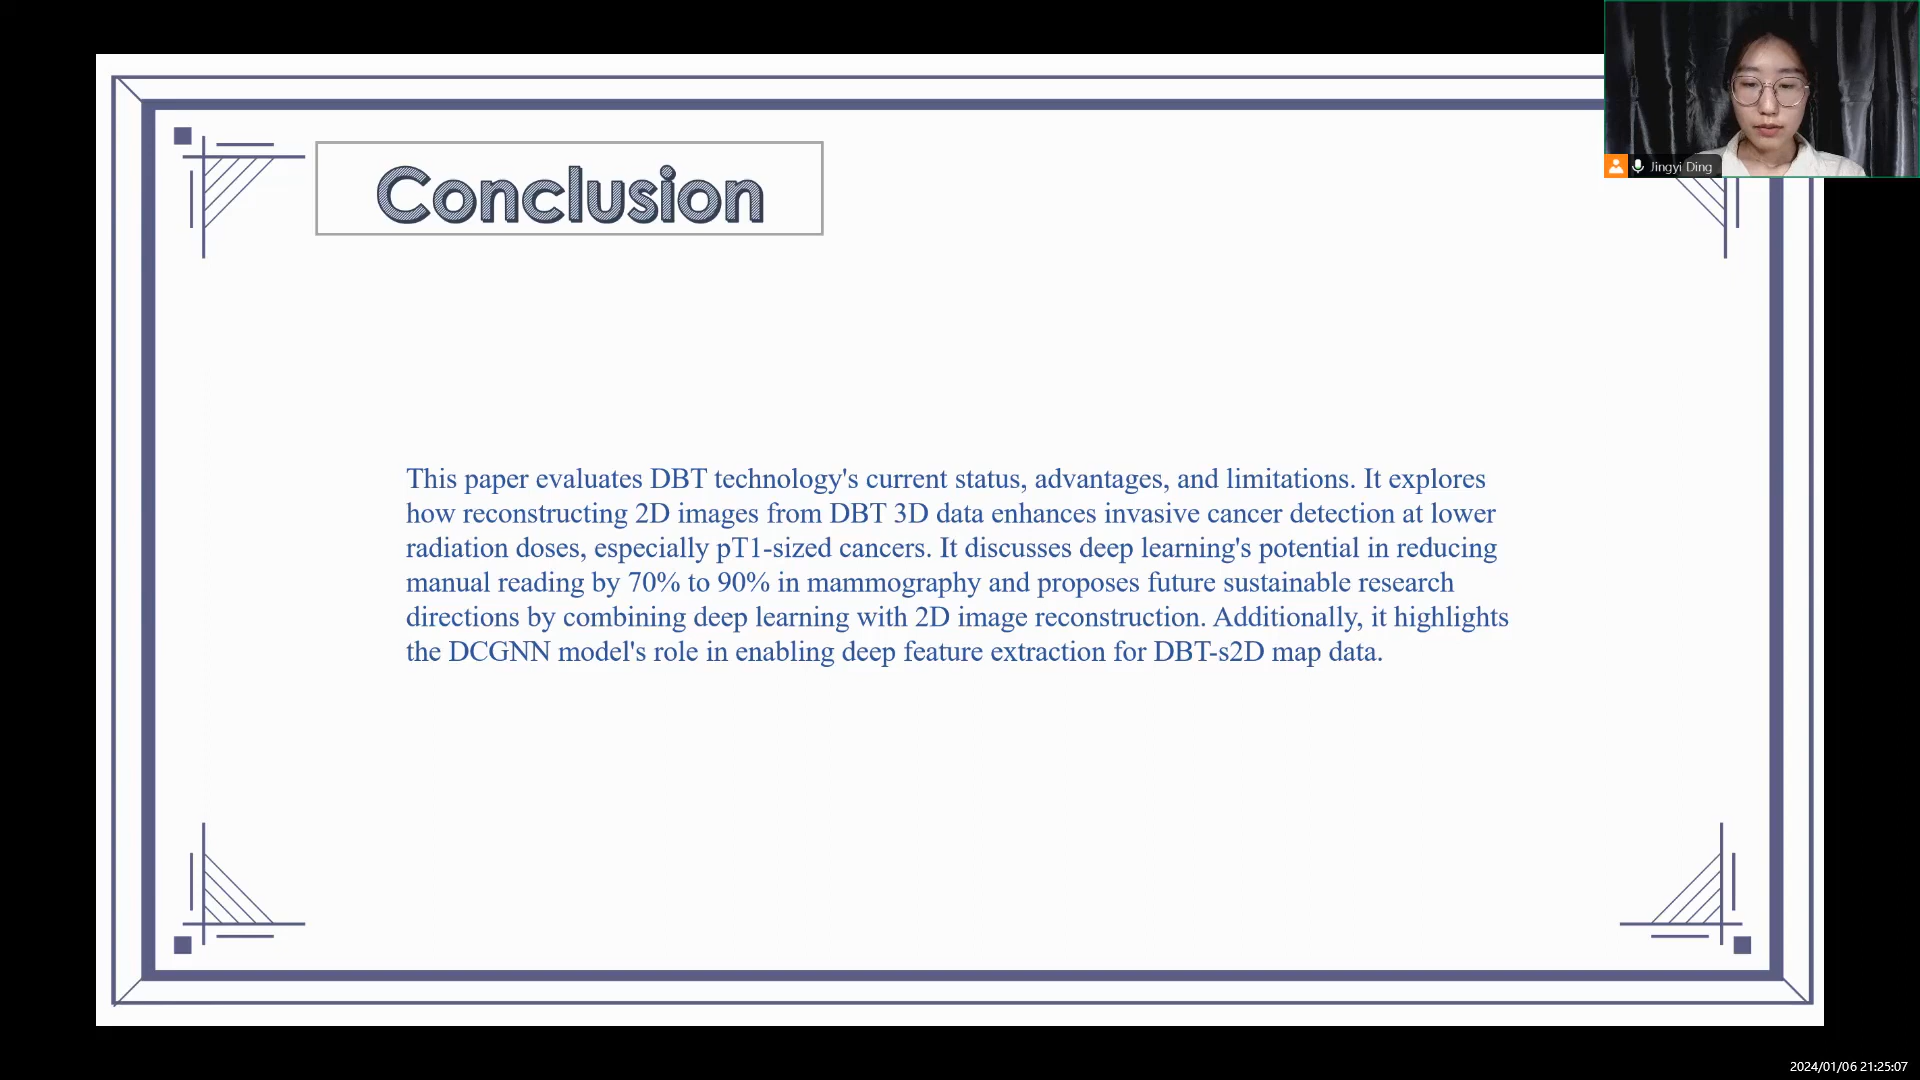 Conclusion
Jingyi Ding
This paper evaluates DBT technology's current status, advantages, and limitations. It explores
how reconstructing 2D images from DBT 3D data enhances invasive cancer detection at lower
radiation doses, especially pT1-sized cancers. It discusses deep learning's potential in reducing
manual reading by 70% to 90% in mammography and proposes future sustainable research
directions by combining deep learning with 2D image reconstruction. Additionally, it highlights
the DCGNN model's role in enabling deep feature extraction for DBT-s2D map data.
2024/01/06 21:25:07